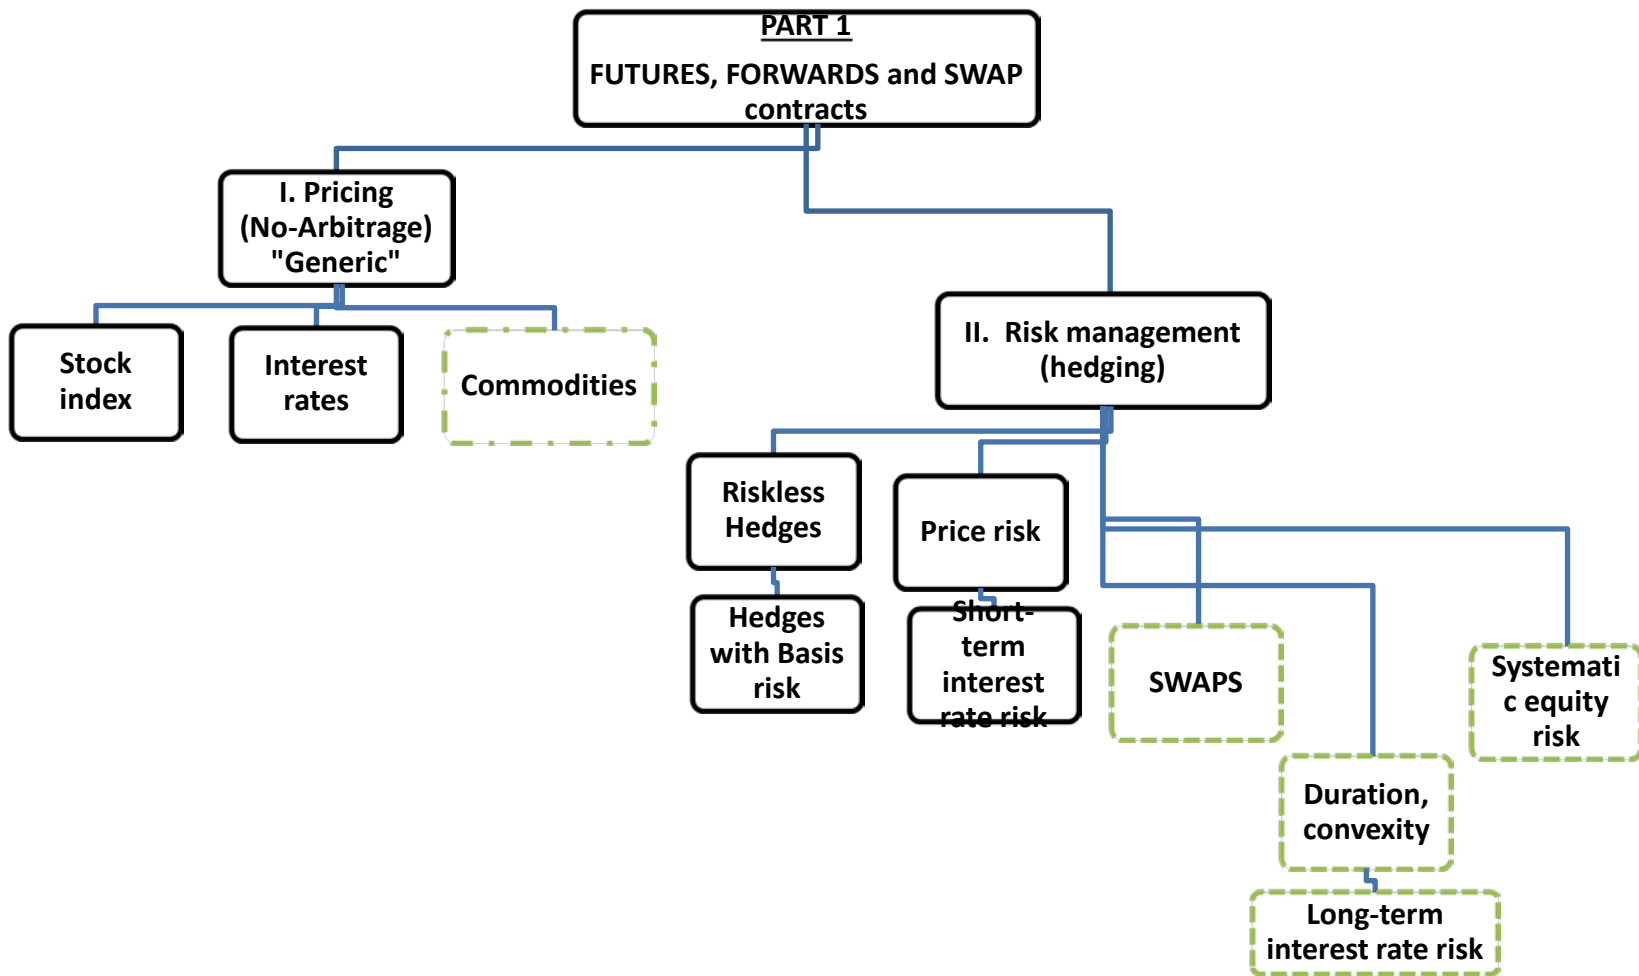 PART 1
FUTURES, FORWARDS and SWAP
contracts
I. Pricing
(No-Arbitrage)
"Generic"
Stock
index
Interest
rates
Commodities
II. Risk management
(hedging)
Riskless
Hedges
Hedges
with Basis
risk
Price risk
Short-
term
interest
rate risk
SWAPS
Duration,
convexity
Long-term
interest rate risk
Systemati
c equity
risk